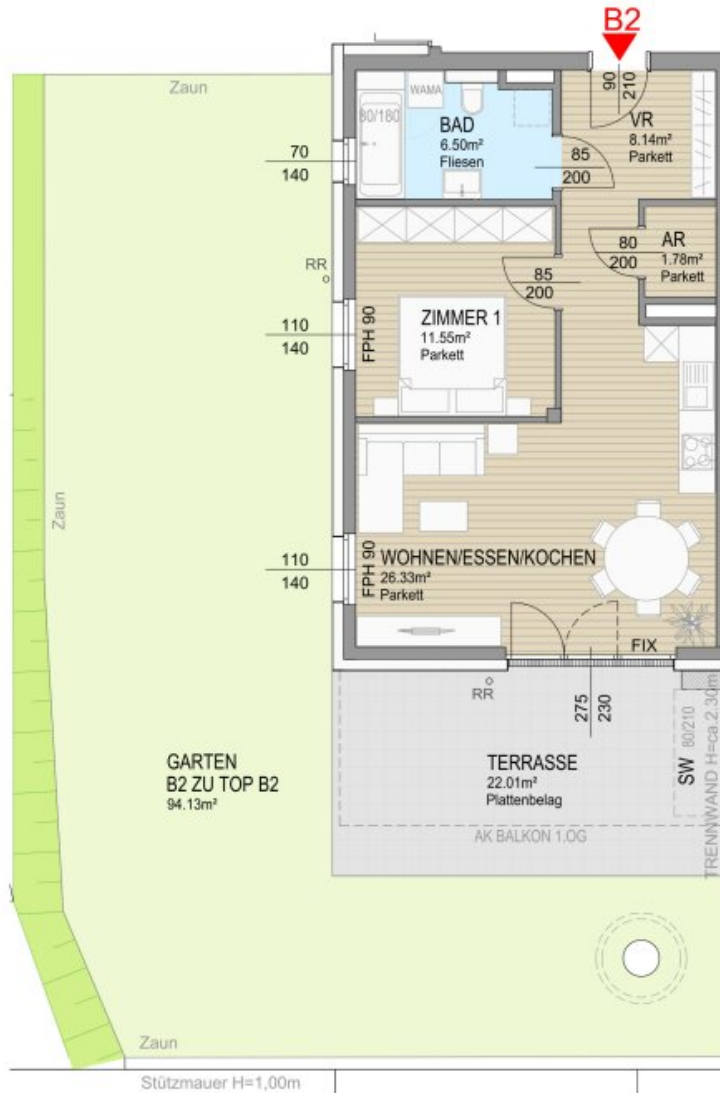 B2
Zaun
90
210
WAMA
80/180
BAD
6.50m²
Fliesen
VR
8.14m²
Parkett
70
140
85
200
RR
80
200
AR
1.78m²
Parkett
85
200
110
140
FPH 90
ZIMMER 1
11.55m²
Parkett
Zaun
110
140
FPH 90
WOHNEN/ESSEN/KOCHEN
26.33m²
Parkett
FIX
RR
275
230
SW 80/210
TRENNWAND H=ca.2.30m
GARTEN
B2 ZU TOP B2
94.13m²
TERRASSE
22.01m²
Plattenbelag
AK BALKON 1.OG
Zaun
Stützmauer H=1,00m